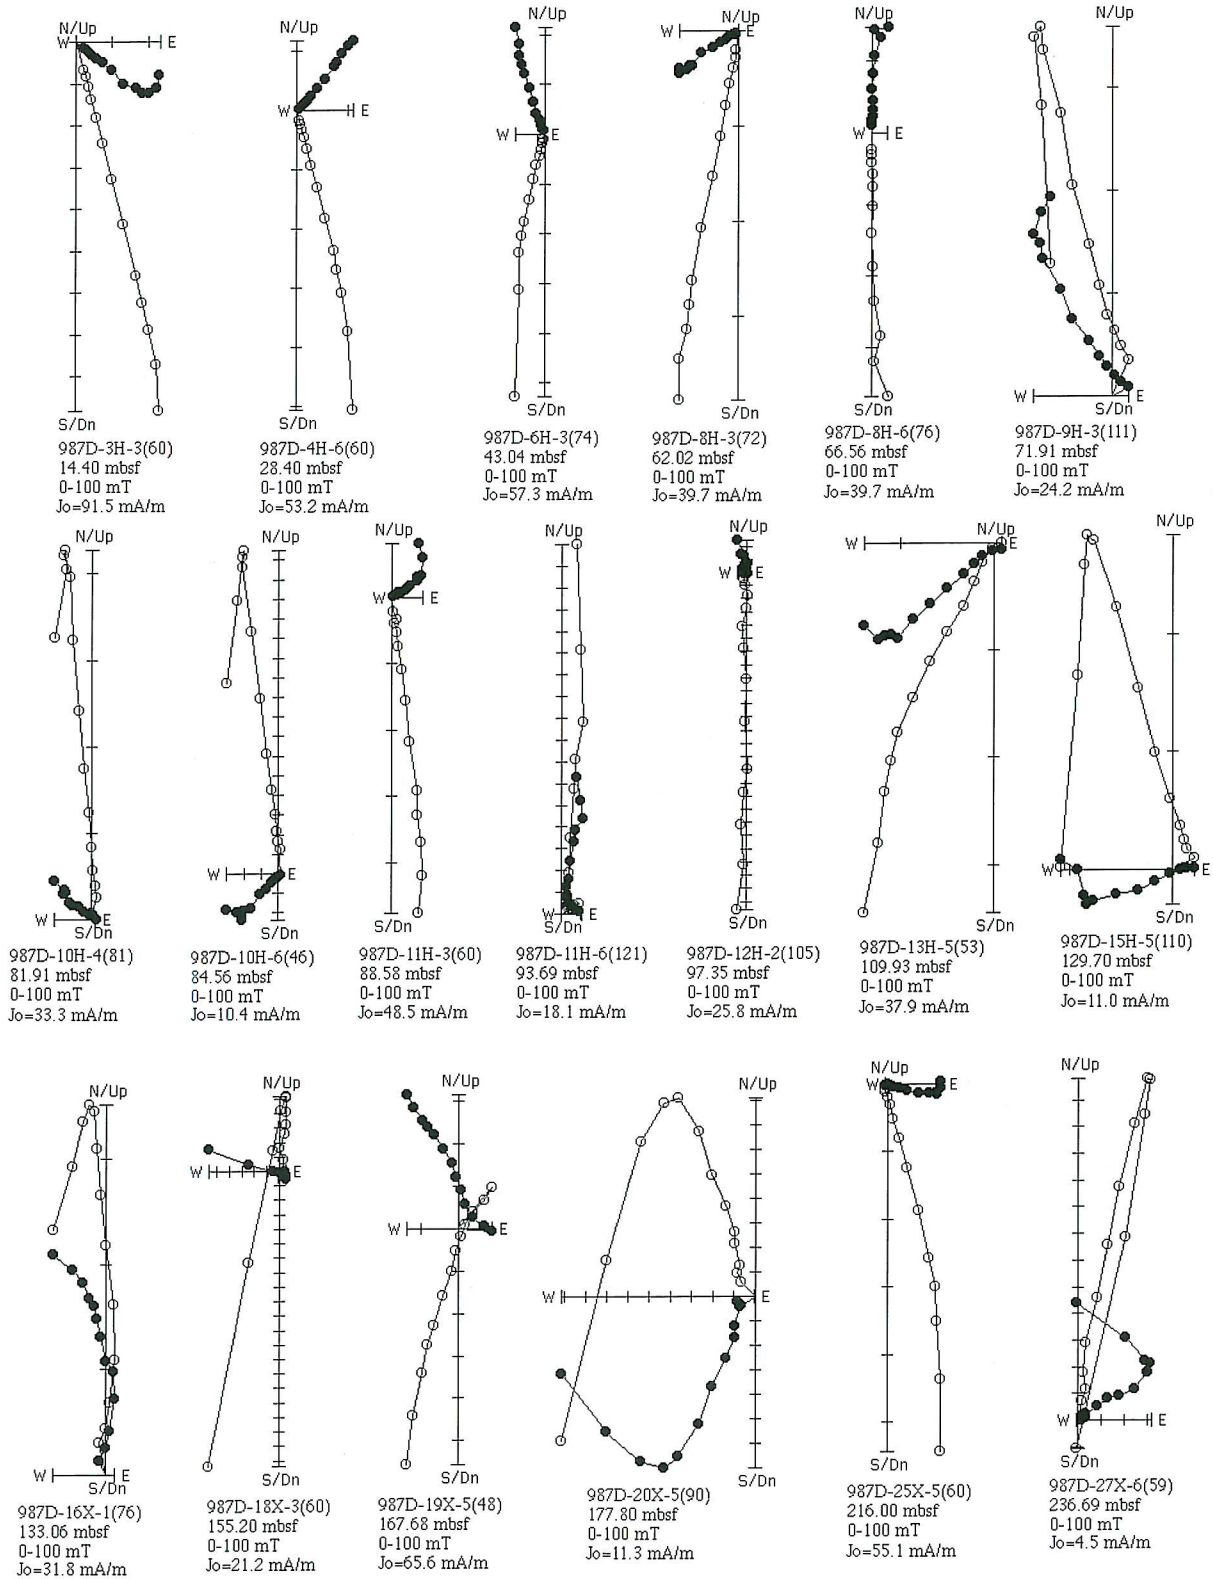 N/Up
W E
S/Dn
987D-3H-3(60)
14.40 mbsf
0-100 mT
Jo=91.5 mA/m
N/Up
W E
S/Dn
987D-4H-6(60)
28.40 mbsf
0-100 mT
Jo=53.2 mA/m
N/Up
W E
S/Dn
987D-6H-3(74)
43.04 mbsf
0-100 mT
Jo=57.3 mA/m
N/Up
W E
S/Dn
987D-8H-3(72)
62.02 mbsf
0-100 mT
Jo=39.7 mA/m
N/Up
W E
S/Dn
987D-8H-6(76)
66.56 mbsf
0-100 mT
Jo=39.7 mA/m
N/Up
W E
S/Dn
987D-9H-3(111)
71.91 mbsf
0-100 mT
Jo=24.2 mA/m
N/Up
W E
S/Dn
987D-10H-4(81)
81.91 mbsf
0-100 mT
Jo=33.3 mA/m
N/Up
W E
S/Dn
987D-10H-6(46)
84.56 mbsf
0-100 mT
Jo=10.4 mA/m
N/Up
W E
S/Dn
987D-11H-3(60)
88.58 mbsf
0-100 mT
Jo=48.5 mA/m
N/Up
W E
S/Dn
987D-11H-6(121)
93.69 mbsf
0-100 mT
Jo=18.1 mA/m
N/Up
W E
S/Dn
987D-12H-2(105)
97.35 mbsf
0-100 mT
Jo=25.8 mA/m
N/Up
W E
S/Dn
987D-13H-5(53)
109.93 mbsf
0-100 mT
Jo=37.9 mA/m
N/Up
W E
S/Dn
987D-15H-5(110)
129.70 mbsf
0-100 mT
Jo=11.0 mA/m
N/Up
W E
S/Dn
987D-16X-1(76)
133.06 mbsf
0-100 mT
Jo=31.8 mA/m
N/Up
W E
S/Dn
987D-18X-3(60)
155.20 mbsf
0-100 mT
Jo=21.2 mA/m
N/Up
W E
S/Dn
987D-19X-5(48)
167.68 mbsf
0-100 mT
Jo=65.6 mA/m
N/Up
W E
S/Dn
987D-20X-5(90)
177.80 mbsf
0-100 mT
Jo=11.3 mA/m
N/Up
W E
S/Dn
987D-25X-5(60)
216.00 mbsf
0-100 mT
Jo=55.1 mA/m
N/Up
W E
S/Dn
987D-27X-6(59)
236.69 mbsf
0-100 mT
Jo=4.5 mA/m